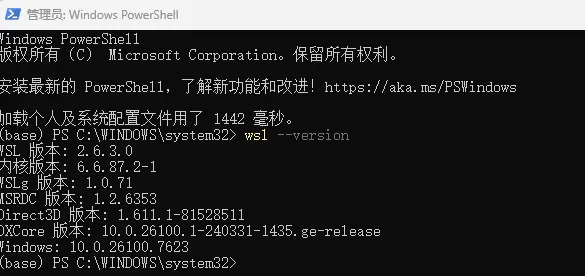 管理员: Windows PowerShell
Windows PowerShell
版权所有 (C) Microsoft Corporation。保留所有权利。
安装最新的 PowerShell，了解新功能和改进！https://aka.ms/PSWindows
加载个人及系统配置文件用了 1442 毫秒。
(base) PS C:\WINDOWS\system32> wsl --version
WSL 版本: 2.6.3.0
内核版本: 6.6.87.2-1
WSLg 版本: 1.0.71
MSRDC 版本: 1.2.6353
Direct3D 版本: 1.611.1-81528511
DXCore 版本: 10.0.26100.1-240331-1435.ge-release
Windows: 10.0.26100.7623
(base) PS C:\WINDOWS\system32>